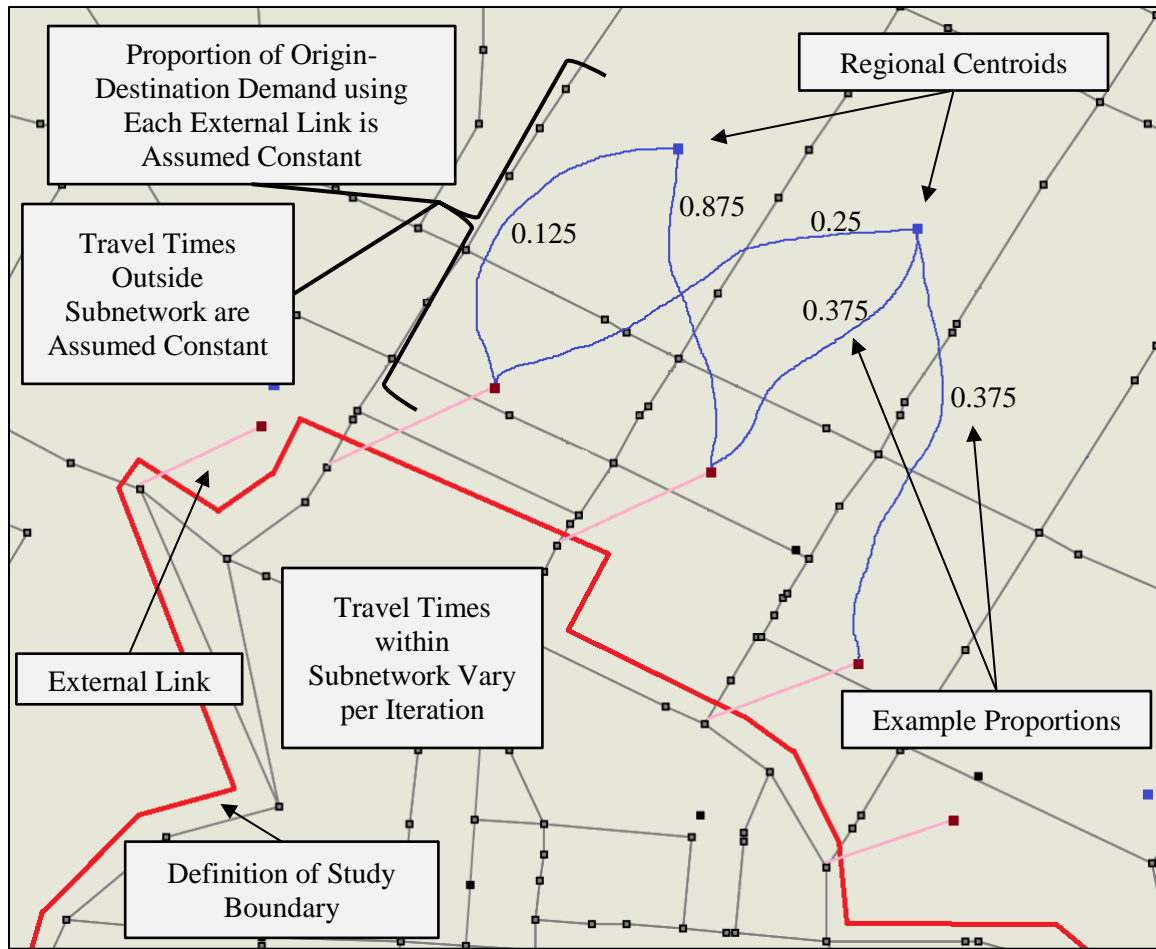 Proportion of Origin-
Destination Demand using
Each External Link is
Assumed Constant
Regional Centroids
0.125
0.875
0.25
Travel Times
Outside
Subnetwork are
Assumed Constant
0.375
0.375
Travel Times
within
Subnetwork Vary
per Iteration
External Link
Example Proportions
Definition of Study
Boundary